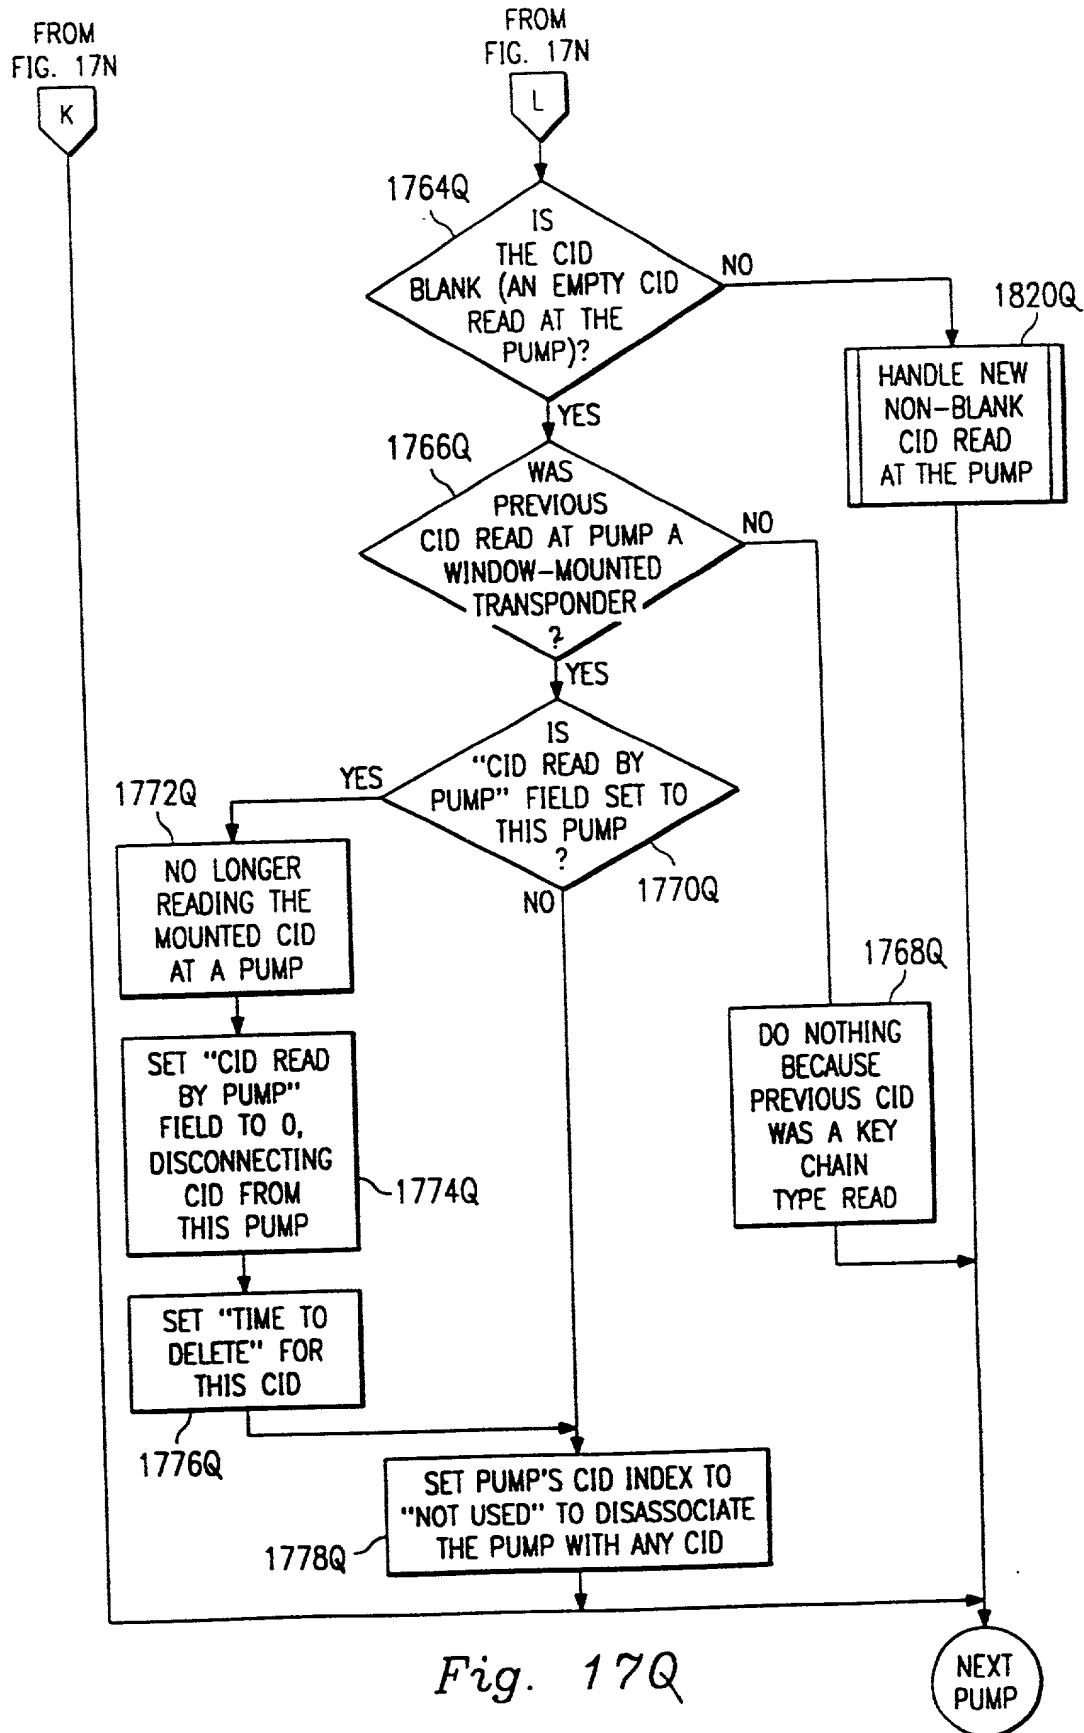 FROM
FIG. 17N
K
FROM
FIG. 17N
L
1764Q
IS
THE CID
BLANK (AN EMPTY CID
READ AT THE
PUMP)?
NO
YES
1820Q
HANDLE NEW
NON-BLANK
CID READ
AT THE PUMP
1766Q
WAS
PREVIOUS
CID READ AT PUMP A
WINDOW-MOUNTED
TRANSPONDER
?
NO
YES
IS
"CID READ BY
PUMP" FIELD SET TO
THIS PUMP
?
YES
NO
1770Q
1772Q
NO LONGER
READING THE
MOUNTED CID
AT A PUMP
1768Q
DO NOTHING
BECAUSE
PREVIOUS CID
WAS A KEY
CHAIN
TYPE READ
SET "CID READ
BY PUMP"
FIELD TO 0,
DISCONNECTING
CID FROM
THIS PUMP
1774Q
SET "TIME TO
DELETE" FOR
THIS CID
1776Q
SET PUMP'S CID INDEX TO
"NOT USED" TO DISASSOCIATE
THE PUMP WITH ANY CID
1778Q
NEXT
PUMP
Fig. 17Q